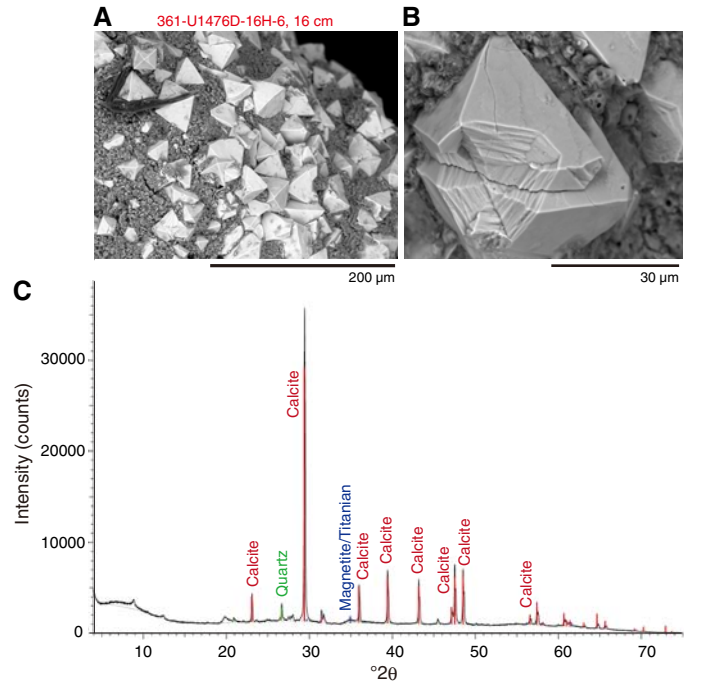 A
361-U1476D-16H-6, 16 cm
B
200 µm
30 µm
C
Intensity (counts)
30000
20000
10000
0
Calcite
Quartz
Calcite
Magnetite/Titanian
Calcite
Calcite
Calcite
Calcite
Calcite
Calcite
10
20
30
40
50
60
70
°2θ